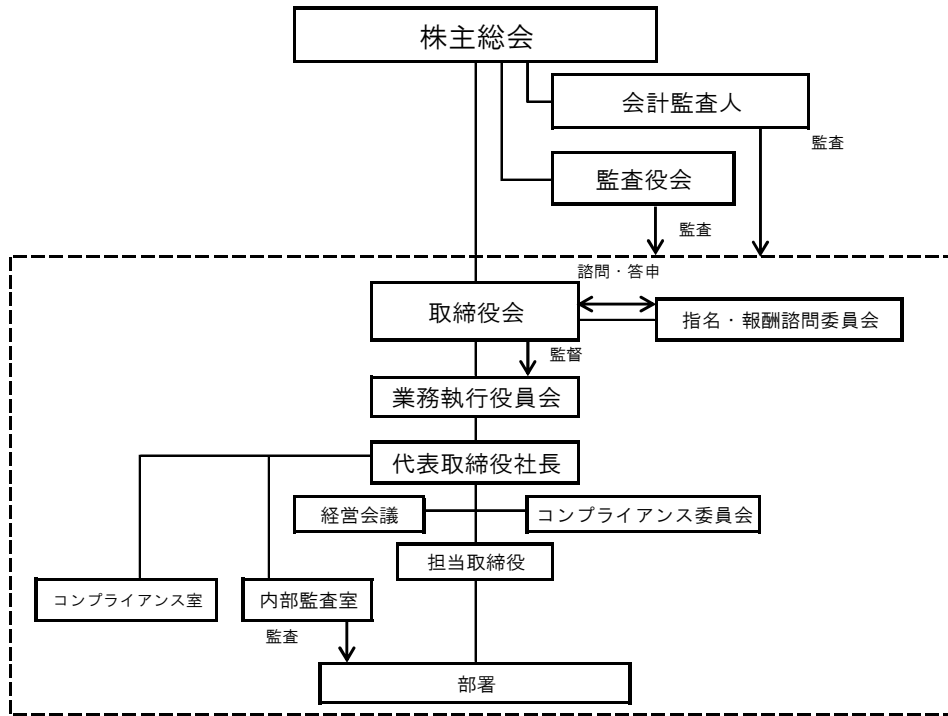 株主総会
会計監査人
監査
監査役会
監査
諮問・答申
取締役会
指名・報酬諮問委員会
監督
業務執行役員会
代表取締役社長
経営会議
コンプライアンス委員会
担当取締役
コンプライアンス室
内部監査室
監査
部署